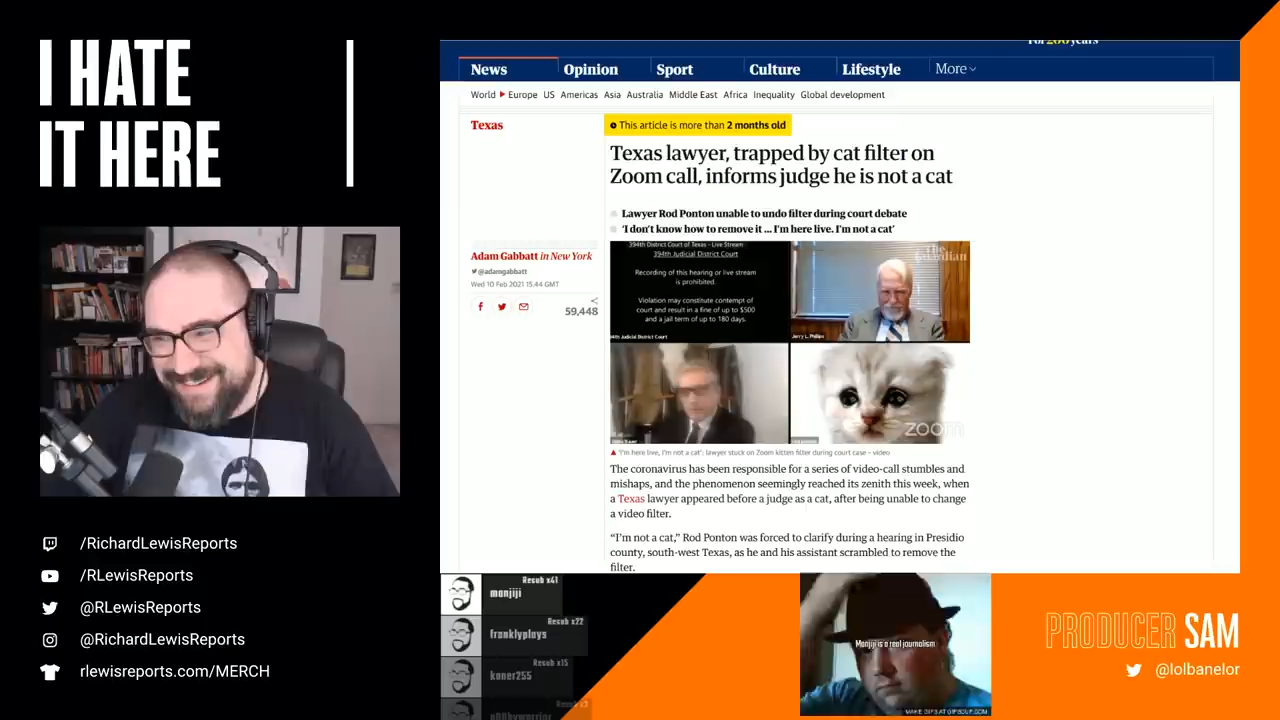 I HATE
IT HERE
/RichardLewisReports
/RLewisReports
@RLewisReports
@RichardLewisReports
rlewisreports.com/MERCH
News
Opinion
Sport
Culture
Lifestyle
More
World
Europe
US
Americas
Asia
Australia
Middle East
Africa
Inequality
Global development
Texas
This article is more than 2 months old
Texas lawyer, trapped by cat filter on
Zoom call, informs judge he is not a cat
Lawyer Rod Ponton unable to undo filter during court debate
‘I don’t know how to remove it ... I’m here live. I’m not a cat’
Adam Gabbatt in New York
@adamgabbatt
Wed 10 Feb 2021 15.44 GMT
59,448
394th District Court of Texas - Live Stream
394th Judicial District Court
Recording of this hearing or live stream
is prohibited.
Violation may constitute contempt of
court and result in a fine of up to $500
and a jail term of up to 180 days.
Judicial District Court
Jerry L. Phillips
zoom
‘I’m here live, I’m not a cat’: lawyer stuck on Zoom kitten filter during court case – video
The coronavirus has been responsible for a series of video-call stumbles and
mishaps, and the phenomenon seemingly reached its zenith this week, when
a Texas lawyer appeared before a judge as a cat, after being unable to change
a video filter.
“I’m not a cat,” Rod Ponton was forced to clarify during a hearing in Presidio
county, south-west Texas, as he and his assistant scrambled to remove the
filter.
Resub x41
manjiji
Resub x22
franklyplays
Resub x15
koner255
Manjiji is a real journalism
MAKE GIFS AT GIFSOUP.COM
PRODUCER SAM
@lolbanelor